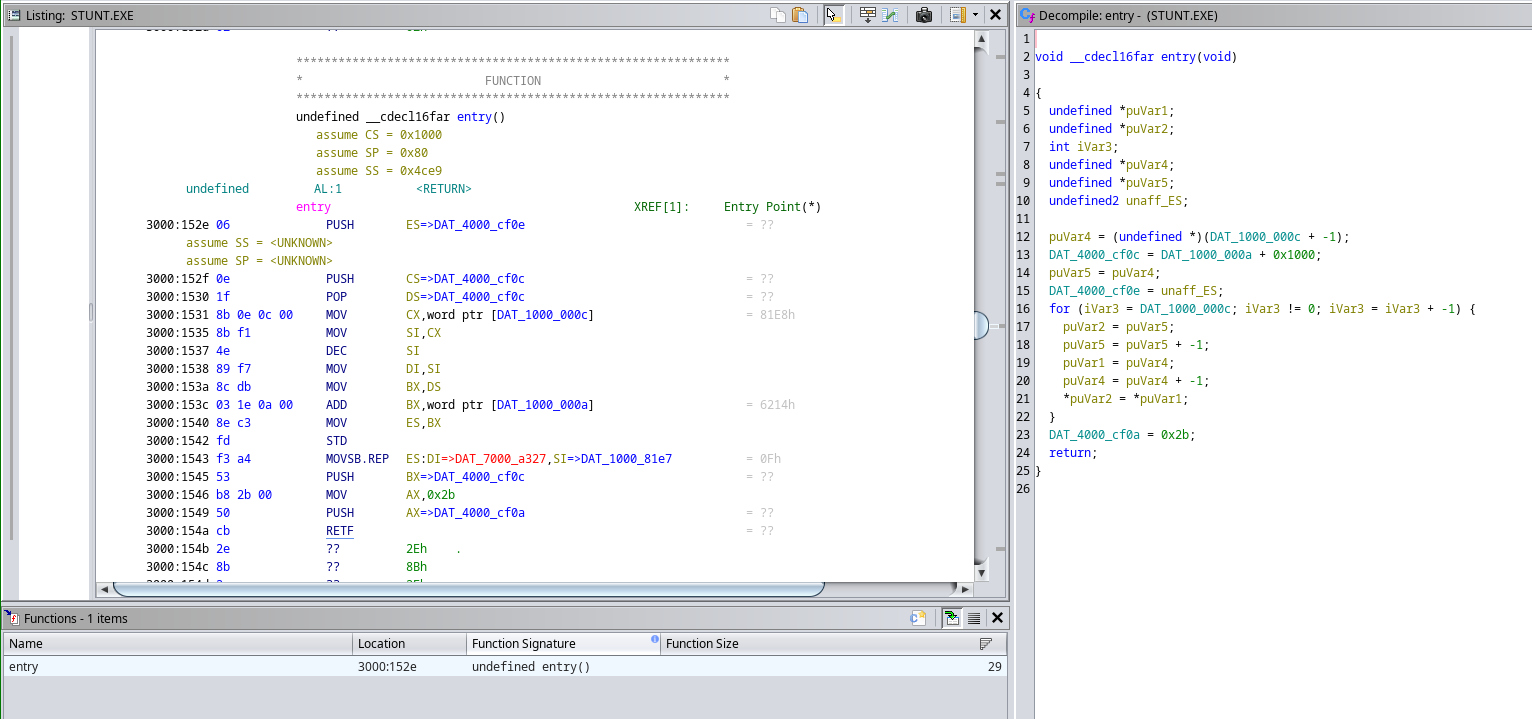 Listing: STUNT.EXE
************************************************************
* FUNCTION *
************************************************************
undefined __cdecl16far entry()
assume CS = 0x1000
assume SP = 0x80
assume SS = 0x4ce9
undefined AL:1 <RETURN>
entry XREF[1]: Entry Point(*)
3000:152e 06 PUSH ES=>DAT_4000_cf0e = ??
assume SS = <UNKNOWN>
assume SP = <UNKNOWN>
3000:152f 0e PUSH CS=>DAT_4000_cf0c = ??
3000:1530 1f POP DS=>DAT_4000_cf0c = ??
3000:1531 8b 0e 0c 00 MOV CX,word ptr [DAT_1000_000c] = 81E8h
3000:1535 8b f1 MOV SI,CX
3000:1537 4e DEC SI
3000:1538 89 f7 MOV DI,SI
3000:153a 8c db MOV BX,DS
3000:153c 03 1e 0a 00 ADD BX,word ptr [DAT_1000_000a] = 6214h
3000:1540 8e c3 MOV ES,BX
3000:1542 fd STD
3000:1543 f3 a4 MOVSB.REP ES:DI=>DAT_7000_a327,SI=>DAT_1000_81e7 = 0Fh
3000:1545 53 PUSH BX=>DAT_4000_cf0c = ??
3000:1546 b8 2b 00 MOV AX,0x2b
3000:1549 50 PUSH AX=>DAT_4000_cf0a = ??
3000:154a cb RETF = ??
3000:154b 2e ?? 2Eh .
3000:154c 8b ?? 8Bh
Functions - 1 items
Name Location Function Signature Function Size
entry 3000:152e undefined entry() 29
Decompile: entry - (STUNT.EXE)
1
2 void __cdecl16far entry(void)
3
4 {
5 undefined *puVar1;
6 undefined *puVar2;
7 int iVar3;
8 undefined *puVar4;
9 undefined *puVar5;
10 undefined2 unaff_ES;
11
12 puVar4 = (undefined *)(DAT_1000_000c + -1);
13 DAT_4000_cf0c = DAT_1000_000a + 0x1000;
14 puVar5 = puVar4;
15 DAT_4000_cf0e = unaff_ES;
16 for (iVar3 = DAT_1000_000c; iVar3 != 0; iVar3 = iVar3 + -1) {
17 puVar2 = puVar5;
18 puVar5 = puVar5 + -1;
19 puVar1 = puVar4;
20 puVar4 = puVar4 + -1;
21 *puVar2 = *puVar1;
22 }
23 DAT_4000_cf0a = 0x2b;
24 return;
25 }
26